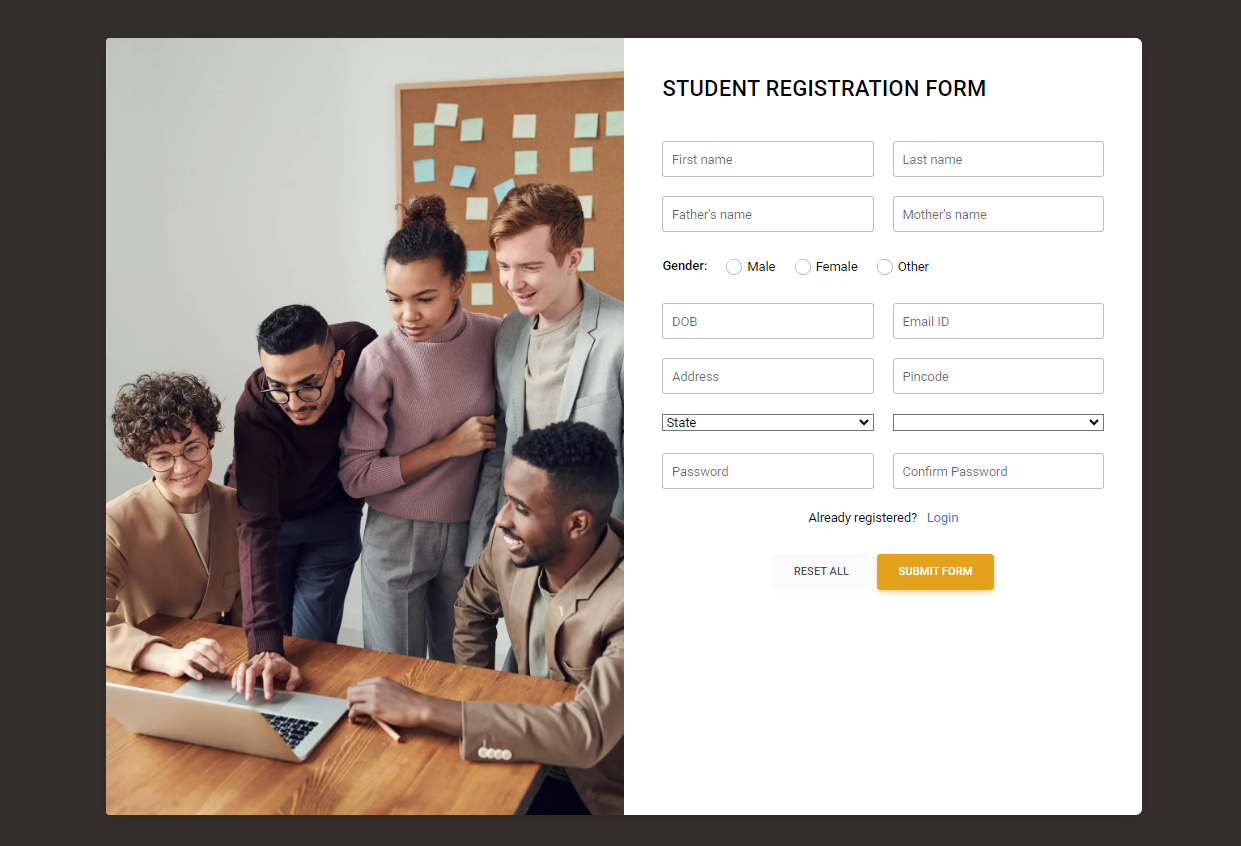 STUDENT REGISTRATION FORM
First name Last name
Father's name Mother's name
Gender: Male Female Other
DOB Email ID
Address Pincode
State
Password Confirm Password
Already registered? Login
RESET ALL SUBMIT FORM